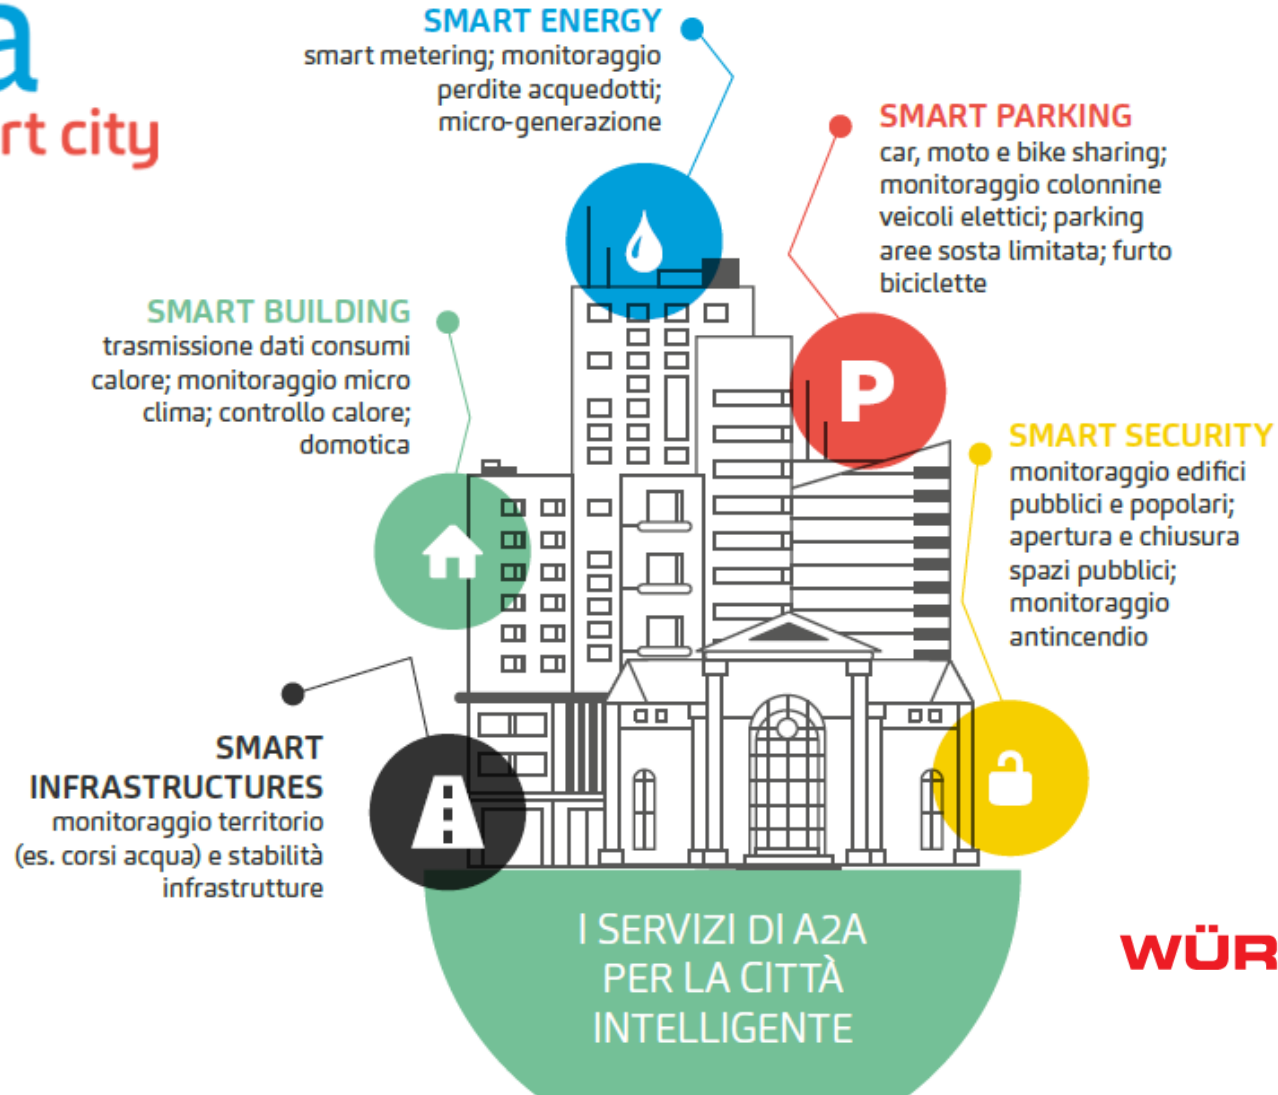 a
rt city
SMART ENERGY
smart metering; monitoraggio
perdite acquedotti;
micro-generazione
SMART PARKING
car, moto e bike sharing;
monitoraggio colonnine
veicoli elettici; parking
aree sosta limitata; furto
biciclette
SMART BUILDING
trasmissione dati consumi
calore; monitoraggio micro
clima; controllo calore;
domotica
P
SMART SECURITY
monitoraggio edifici
pubblici e popolari;
apertura e chiusura
spazi pubblici;
monitoraggio
antincendio
SMART
INFRASTRUCTURES
monitoraggio territorio
(es. corsi acqua) e stabilità
infrastrutture
I SERVIZI DI A2A
PER LA CITTÀ
INTELLIGENTE
WÜR